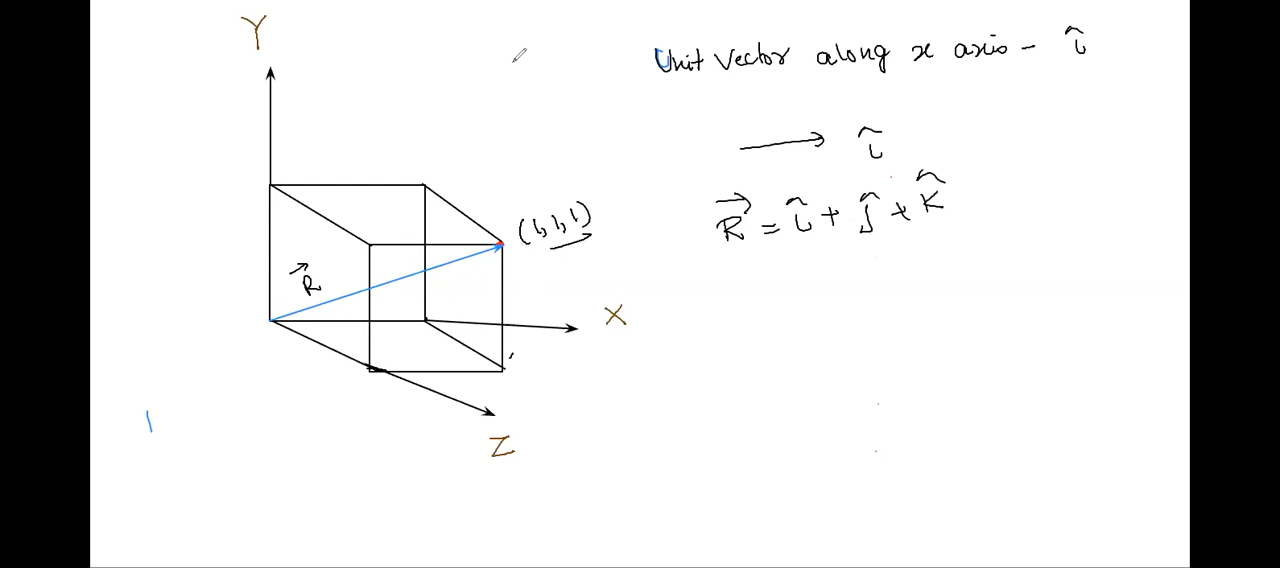 Y
Unit vector along x axis - î
î
R⃗ = î + ĵ + k̂
(1,1,1)
R⃗
X
Z